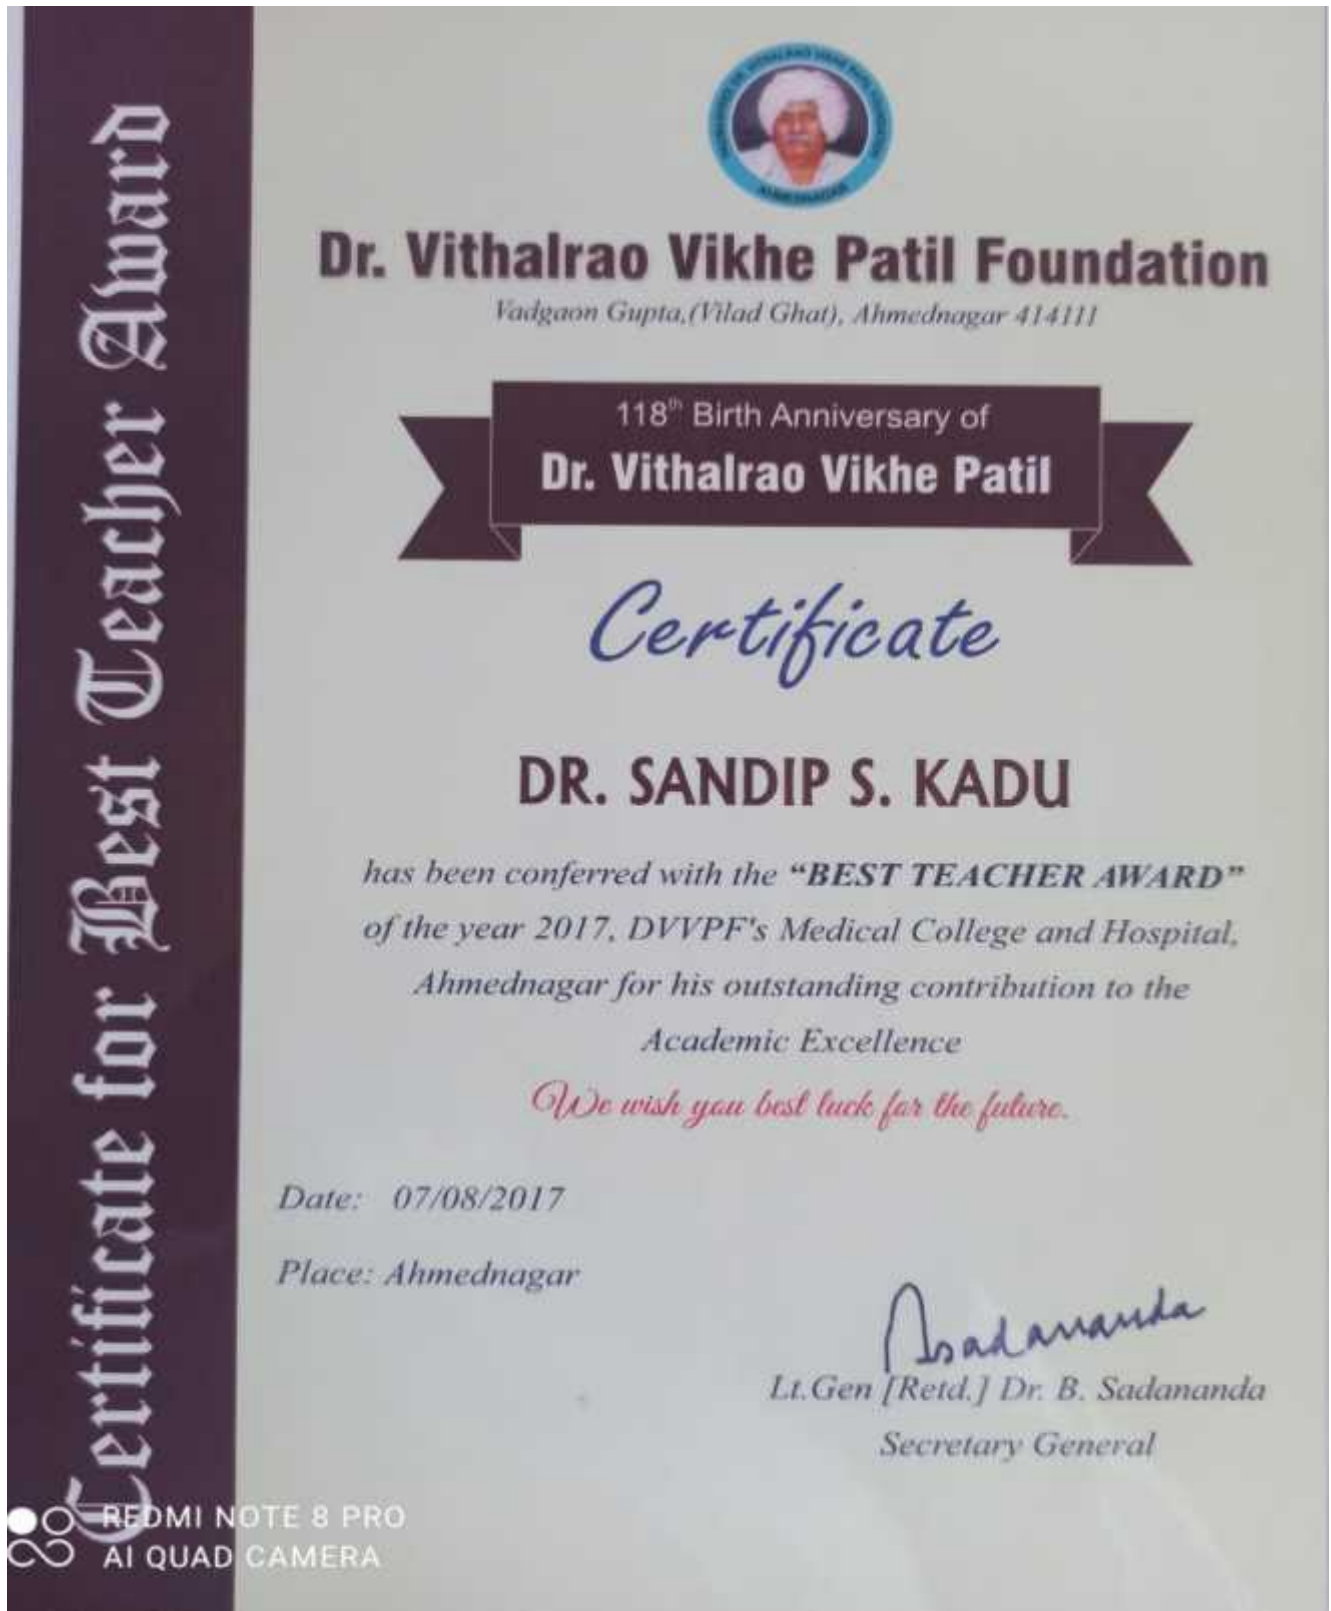 Certificate for Best Teacher Award
AHMEDNAGAR
Dr. Vithalrao Vikhe Patil Foundation
Vadgaon Gupta,(Vilad Ghat), Ahmednagar 414111
118th Birth Anniversary of
Dr. Vithalrao Vikhe Patil
Certificate
DR. SANDIP S. KADU
has been conferred with the “BEST TEACHER AWARD”
of the year 2017, DVVPF's Medical College and Hospital,
Ahmednagar for his outstanding contribution to the
Academic Excellence
We wish you best luck for the future.
Date: 07/08/2017
Place: Ahmednagar
Bsadananda
Lt.Gen [Retd.] Dr. B. Sadananda
Secretary General
REDMI NOTE 8 PRO
AI QUAD CAMERA